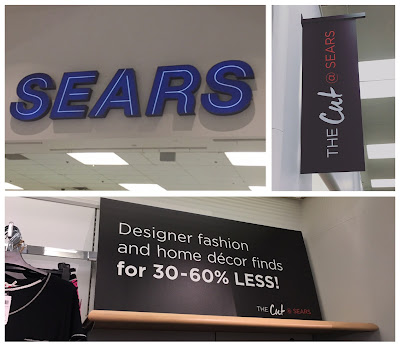 SEARS
THE Cut @ SEARS
Designer fashion
and home décor finds
for 30-60% LESS!
THE Cut @ SEARS